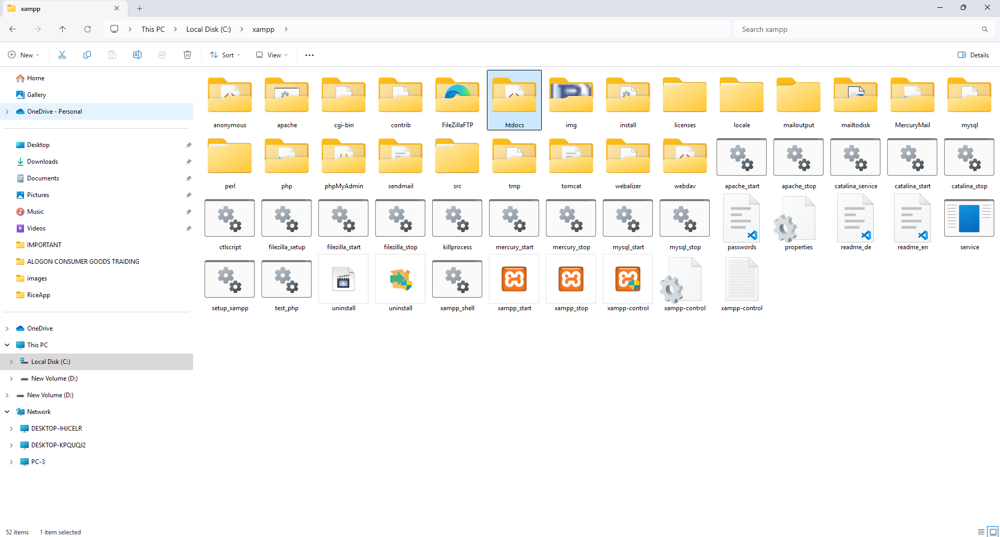 xampp
This PC
Local Disk (C:)
xampp
Search xampp
New
Sort
View
Details
Home
Gallery
OneDrive - Personal
Desktop
Downloads
Documents
Pictures
Music
Videos
IMPORTANT
ALOGON CONSUMER GOODS TRAIDING
images
RiceApp
OneDrive
This PC
Local Disk (C:)
New Volume (D:)
New Volume (D:)
Network
DESKTOP-IHJCELR
DESKTOP-KPQUQJ2
PC-3
anonymous apache cgi-bin contrib FileZillaFTP htdocs img install licenses locale mailoutput mailtodisk MercuryMail mysql
perl php phpMyAdmin sendmail src tmp tomcat webalizer webdav apache_start apache_stop catalina_service catalina_start catalina_stop
ctlscript filezilla_setup filezilla_start filezilla_stop killprocess mercury_start mercury_stop mysql_start mysql_stop passwords properties readme_de readme_en service
setup_xampp test_php uninstall uninstall xampp_shell xampp_start xampp_stop xampp-control xampp-control xampp-control
52 items 1 item selected